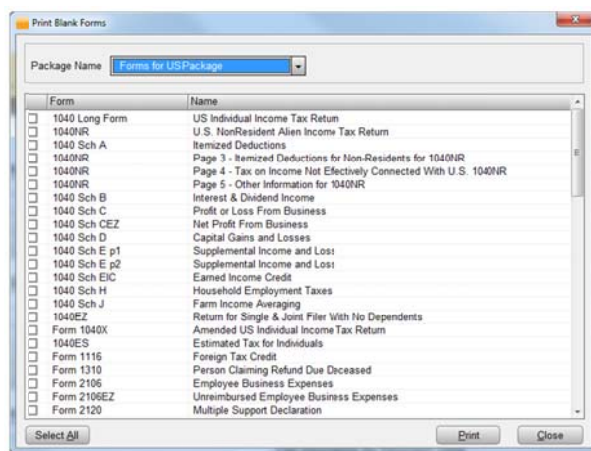 Print Blank Forms
Package Name Forms for US Package
Form Name
1040 Long Form US Individual Income Tax Return
1040NR U.S. NonResident Alien Income Tax Return
1040 Sch A Itemized Deductions
1040NR Page 3 - Itemized Deductions for Non-Residents for 1040NR
1040NR Page 4 - Tax on Income Not Effectively Connected With U.S. 1040NR
1040NR Page 5 - Other Information for 1040NR
1040 Sch B Interest & Dividend Income
1040 Sch C Profit or Loss From Business
1040 Sch CEZ Net Profit From Business
1040 Sch D Capital Gains and Losses
1040 Sch E p1 Supplemental Income and Loss
1040 Sch E p2 Supplemental Income and Loss
1040 Sch EIC Earned Income Credit
1040 Sch H Household Employment Taxes
1040 Sch J Farm Income Averaging
1040EZ Return for Single & Joint Filer With No Dependents
Form 1040X Amended US Individual Income Tax Return
1040ES Estimated Tax for Individuals
Form 1116 Foreign Tax Credit
Form 1310 Person Claiming Refund Due Deceased
Form 2106 Employee Business Expenses
Form 2106EZ Unreimbursed Employee Business Expenses
Form 2120 Multiple Support Declaration
Select All Print Close